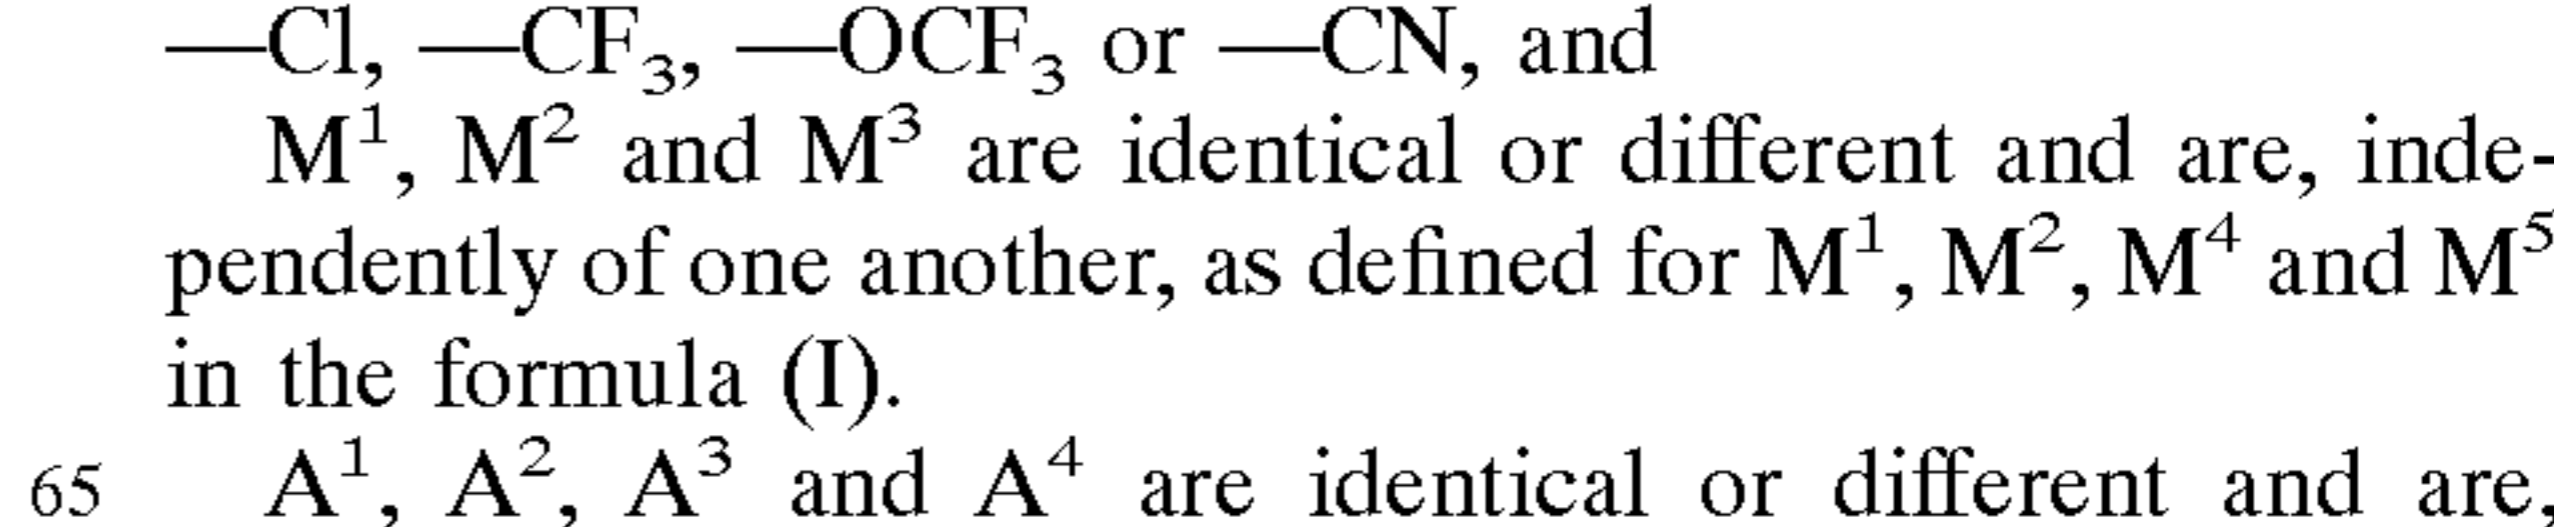 —Cl, —CF₃, —OCF₃ or —CN, and
M¹, M² and M³ are identical or different and are, inde-
pendently of one another, as defined for M¹, M², M⁴ and M⁵
in the formula (I).
65 A¹, A², A³ and A⁴ are identical or different and are,